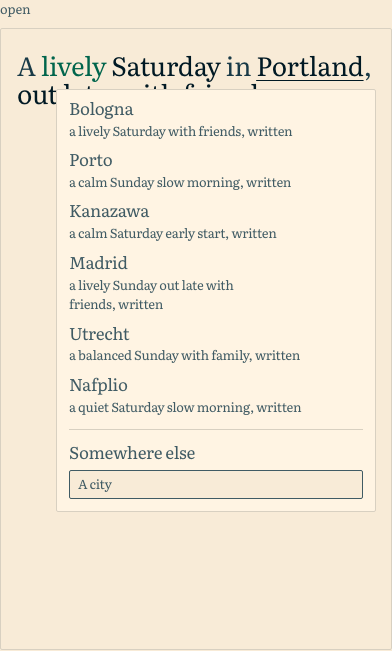 open
A lively Saturday in Portland,
out
Bologna
a lively Saturday with friends, written
Porto
a calm Sunday slow morning, written
Kanazawa
a calm Saturday early start, written
Madrid
a lively Sunday out late with
friends, written
Utrecht
a balanced Sunday with family, written
Nafplio
a quiet Saturday slow morning, written
Somewhere else
A city